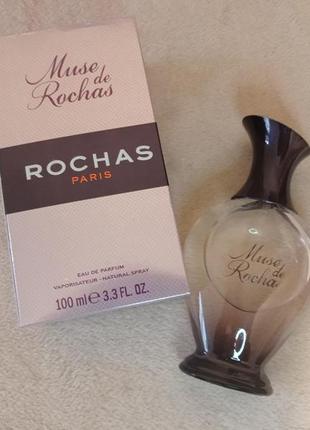 Muse
de
Rochas
ROCHAS
PARIS
EAU DE PARFUM
VAPORISATEUR - NATURAL SPRAY
100 ml e 3.3 FL. OZ.
Muse
de
Rochas